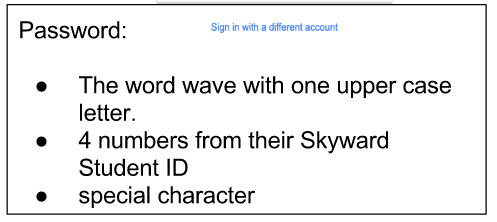 Password:
Sign in with a different account
● The word wave with one upper case
letter.
● 4 numbers from their Skyward
Student ID
● special character